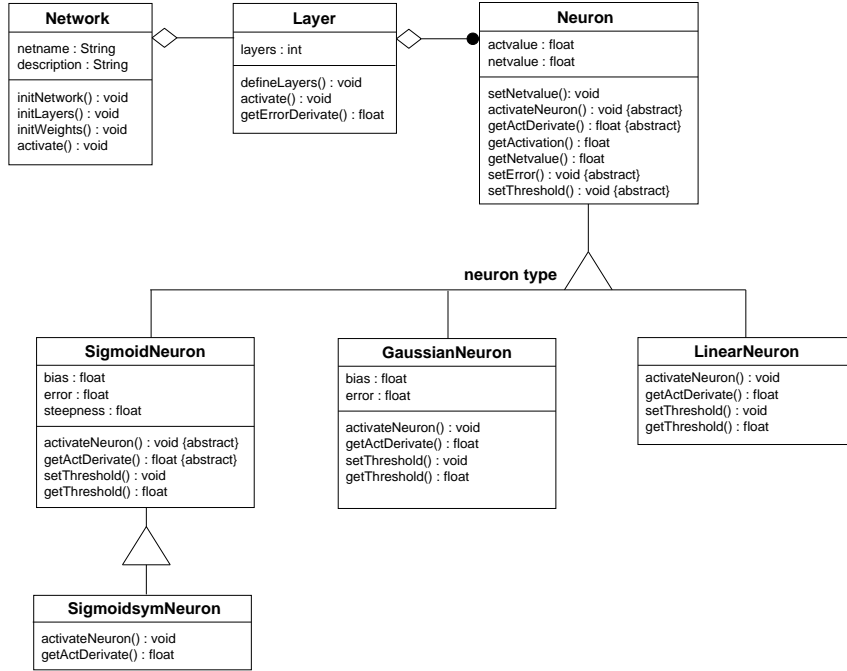 Network
netname : String
description : String
initNetwork() : void
initLayers() : void
initWeights() : void
activate() : void
Layer
layers : int
defineLayers() : void
activate() : void
getErrorDerivate() : float
Neuron
actvalue : float
netvalue : float
setNetvalue(): void
activateNeuron() : void {abstract}
getActDerivate() : float {abstract}
getActivation() : float
getNetvalue() : float
setError() : void {abstract}
setThreshold() : void {abstract}
neuron type
SigmoidNeuron
bias : float
error : float
steepness : float
activateNeuron() : void {abstract}
getActDerivate() : float {abstract}
setThreshold() : void
getThreshold() : float
GaussianNeuron
bias : float
error : float
activateNeuron() : void
getActDerivate() : float
setThreshold() : void
getThreshold() : float
LinearNeuron
activateNeuron() : void
getActDerivate() : float
setThreshold() : void
getThreshold() : float
SigmoidsymNeuron
activateNeuron() : void
getActDerivate() : float